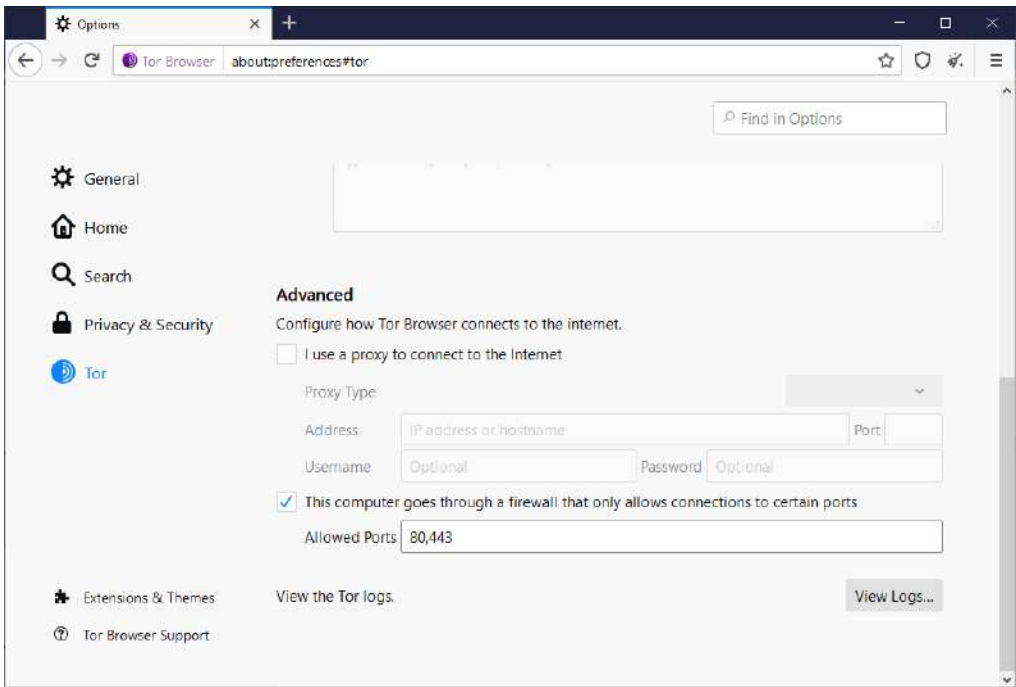 Options
Tor Browser about:preferences#tor
Find in Options
General
Home
Search
Privacy & Security
Tor
Advanced
Configure how Tor Browser connects to the internet.
I use a proxy to connect to the Internet
Proxy Type
Address IP address or hostname Port
Username Optional Password Optional
This computer goes through a firewall that only allows connections to certain ports
Allowed Ports 80,443
Extensions & Themes
View the Tor logs. View Logs...
Tor Browser Support